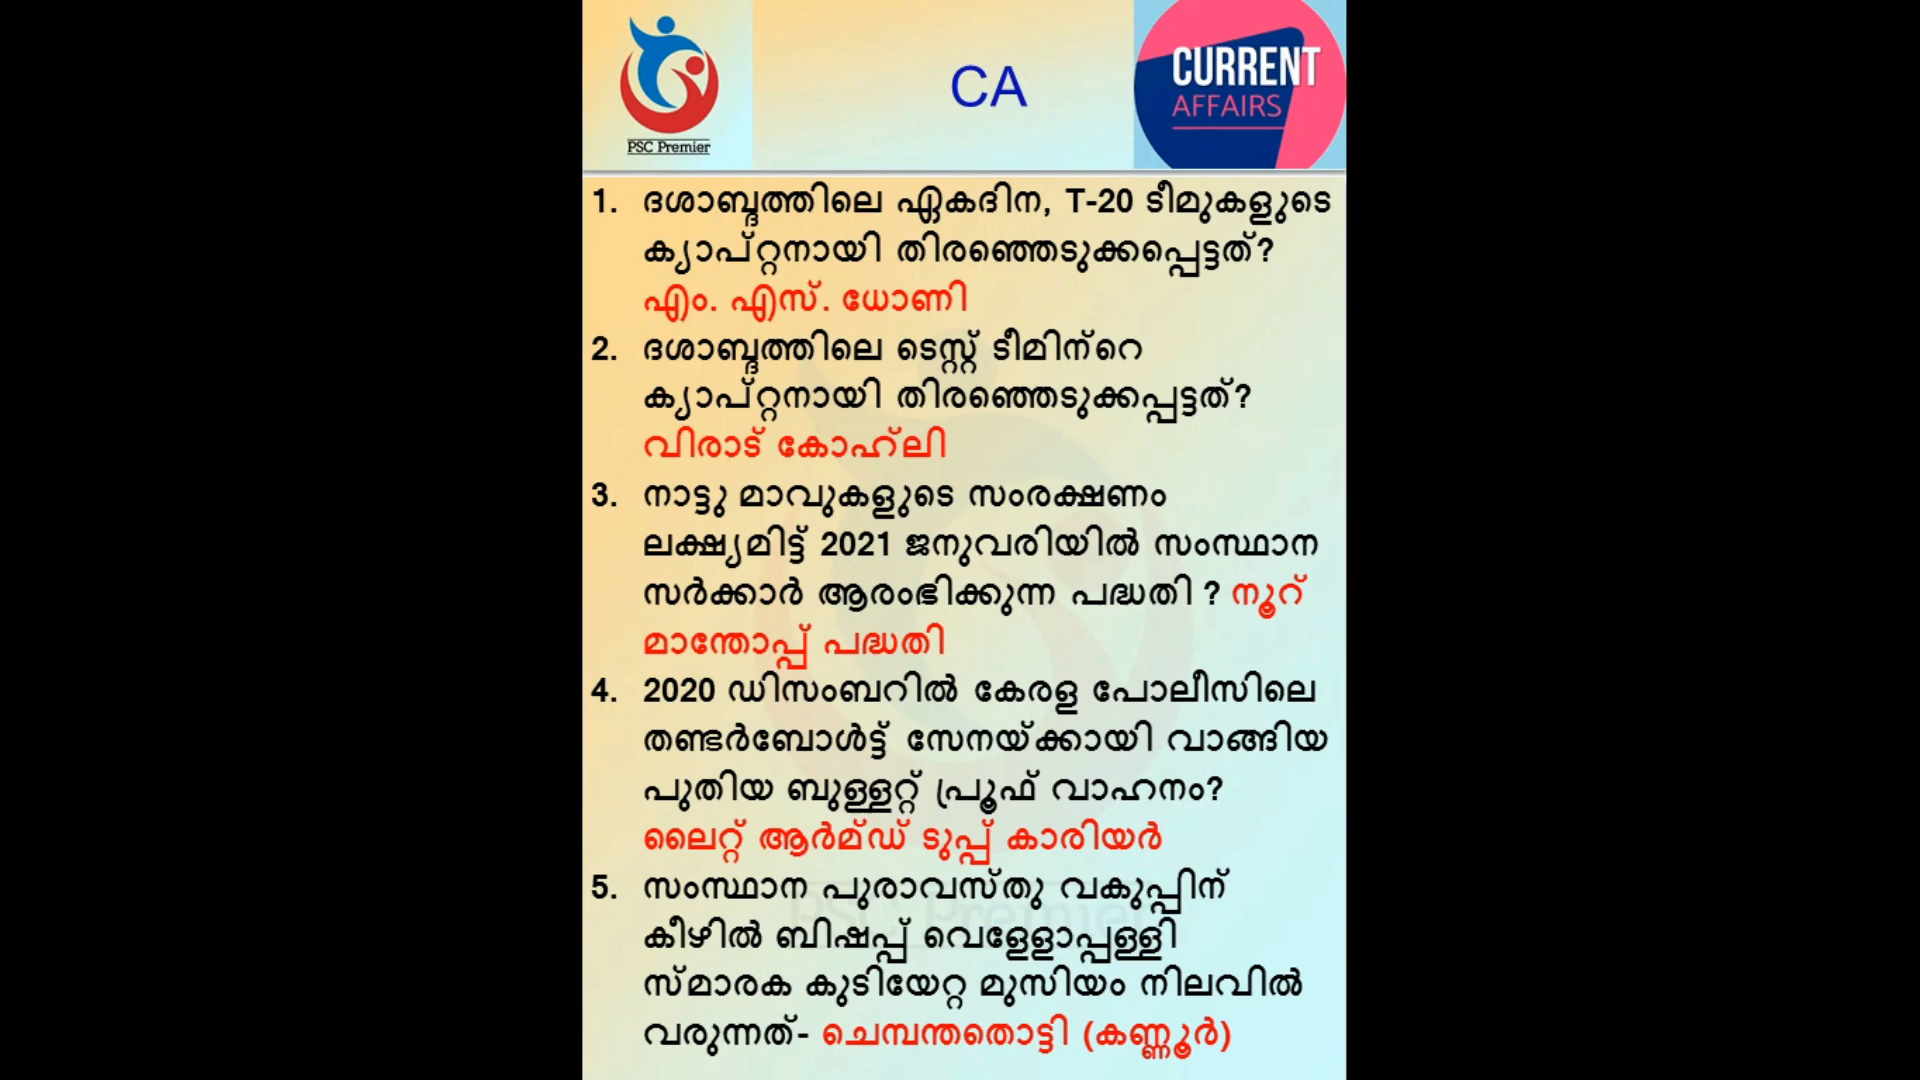 PSC Premier
CA
CURRENT
AFFAIRS
1. ദശാബ്ദത്തിലെ ഏകദിന, T-20 ടീമുകളുടെ
ക്യാപ്റ്റനായി തിരഞ്ഞെടുക്കപ്പെട്ടത്?
എം. എസ്. ധോണി
2. ദശാബ്ദത്തിലെ ടെസ്റ്റ് ടീമിന്റെ
ക്യാപ്റ്റനായി തിരഞ്ഞെടുക്കപ്പട്ടത്?
വിരാട് കോഹ്‌ലി
3. നാട്ടു മാവുകളുടെ സംരക്ഷണം
ലക്ഷ്യമിട്ട് 2021 ജനുവരിയിൽ സംസ്ഥാന
സർക്കാർ ആരംഭിക്കുന്ന പദ്ധതി ? നൂറ്
മാന്തോപ്പ് പദ്ധതി
4. 2020 ഡിസംബറിൽ കേരള പോലീസിലെ
തണ്ടർബോൾട്ട് സേനയ്ക്കായി വാങ്ങിയ
പുതിയ ബുള്ളറ്റ് പ്രൂഫ് വാഹനം?
ലൈറ്റ് ആർമ്ഡ് ടുപ്പ് കാരിയർ
5. സംസ്ഥാന പുരാവസ്തു വകുപ്പിന്
കീഴിൽ ബിഷപ്പ് വെളേളാപ്പള്ളി
സ്മാരക കുടിയേറ്റ മുസിയം നിലവിൽ
വരുന്നത്- ചെമ്പന്തതൊട്ടി (കണ്ണൂർ)